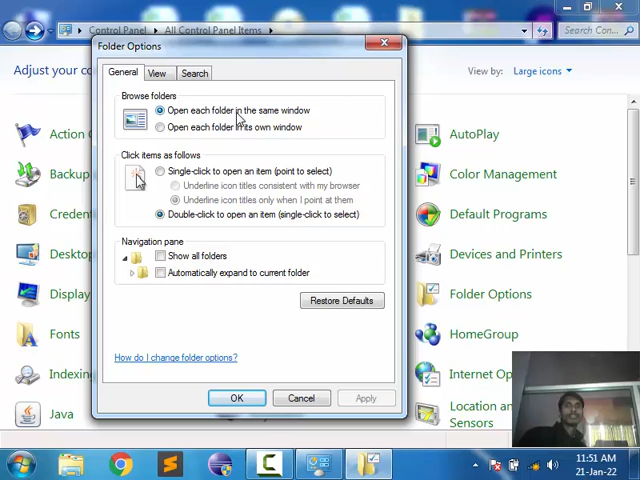 Control Panel ▸ All Control Panel Items ▸
Search Con...
Folder Options
Adjust your co
View by: Large icons
General View Search
Browse folders
Open each folder in the same window
Open each folder in its own window
Click items as follows
Single-click to open an item (point to select)
Underline icon titles consistent with my browser
Underline icon titles only when I point at them
Double-click to open an item (single-click to select)
Navigation pane
Show all folders
Automatically expand to current folder
Restore Defaults
How do I change folder options?
OK Cancel Apply
Action
Backup
Creden
Deskto
Display
Fonts
Indexin
Java
AutoPlay
Color Management
Default Programs
Devices and Printers
Folder Options
HomeGroup
Internet Op
Location and
Sensors
11:51 AM
21-Jan-22